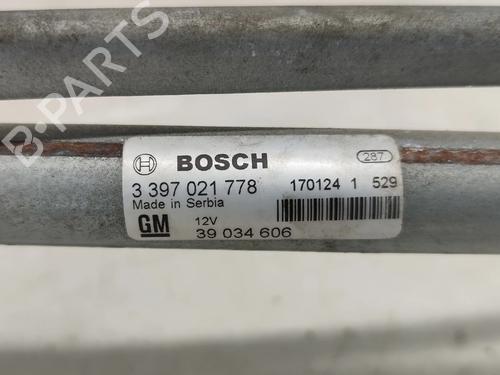 B-PARTS
BOSCH
287
3 397 021 778
170124 1 529
Made in Serbia
GM
12V
39 034 606